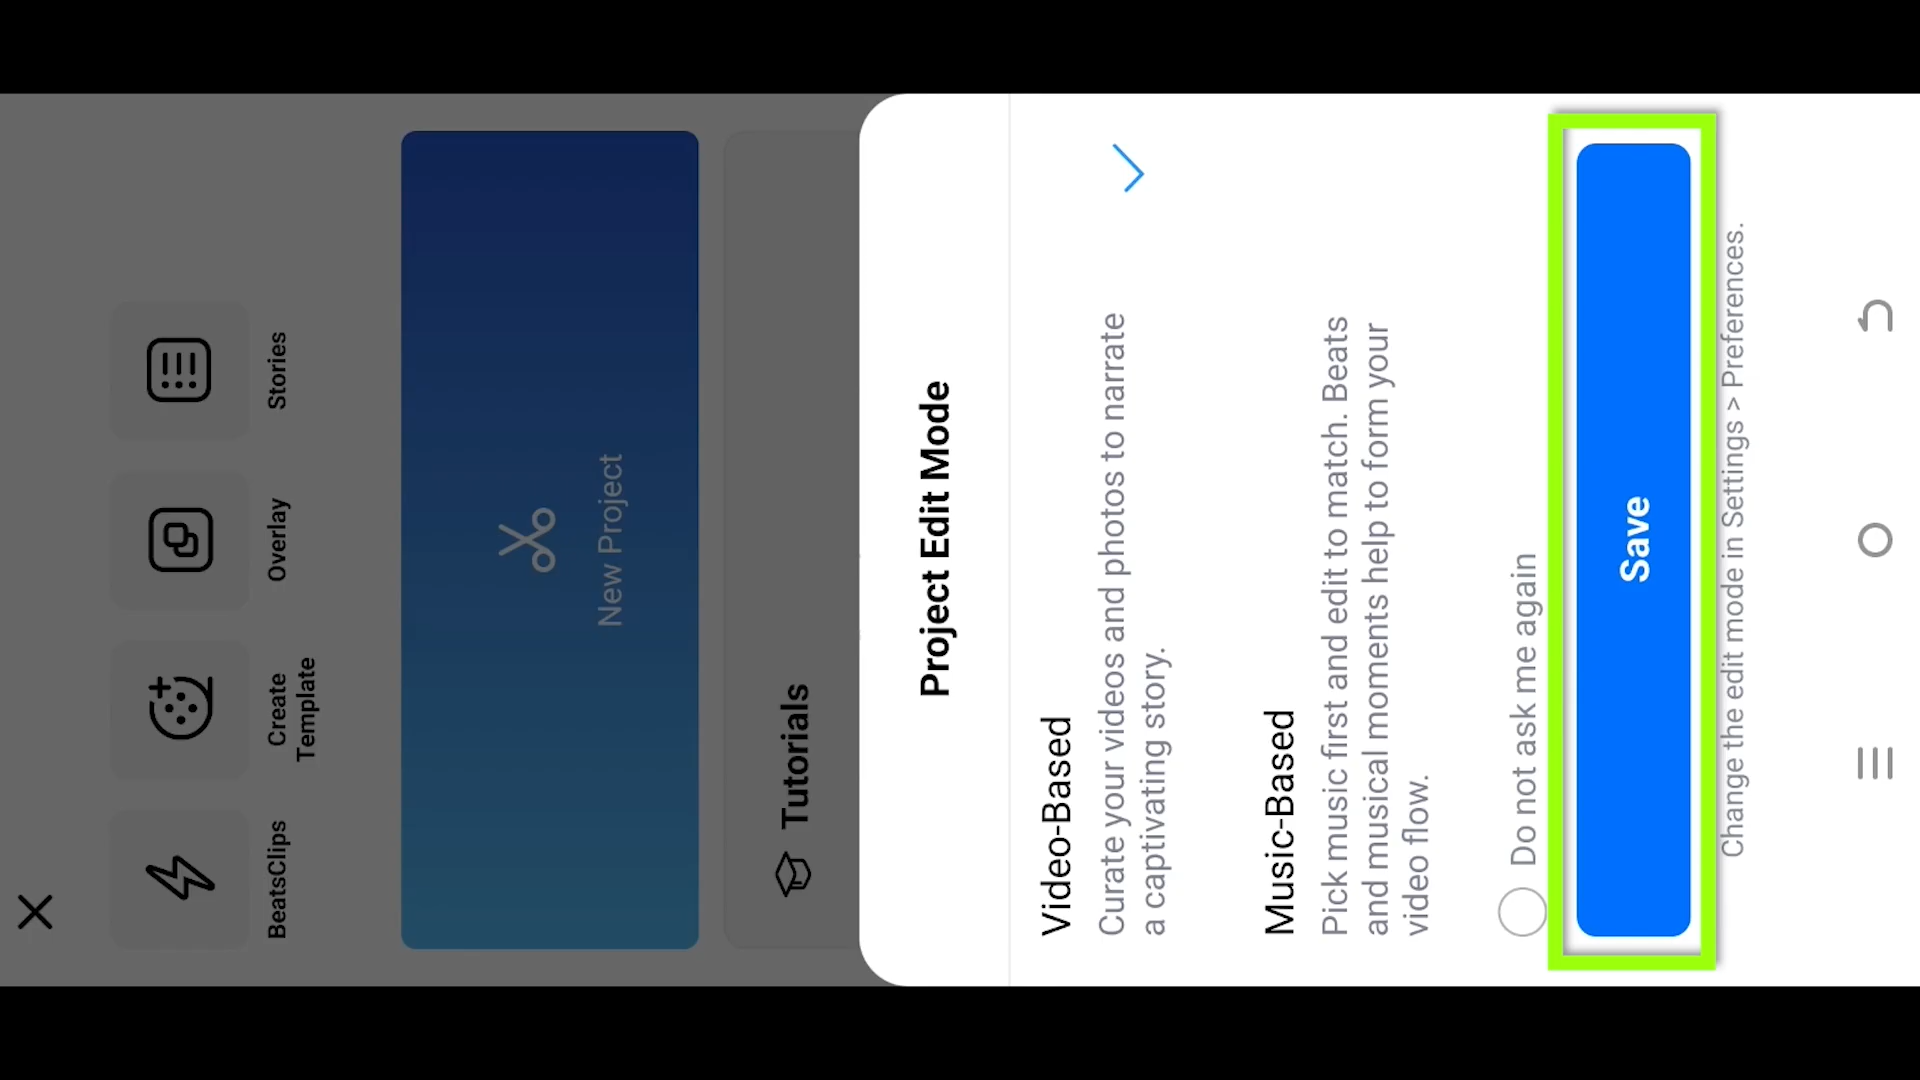 BeatsClips
Create
Template
Overlay
Stories
New Project
Tutorials
Project Edit Mode
Video-Based
Curate your videos and photos to narrate
a captivating story.
Music-Based
Pick music first and edit to match. Beats
and musical moments help to form your
video flow.
Do not ask me again
Save
Change the edit mode in Settings > Preferences.